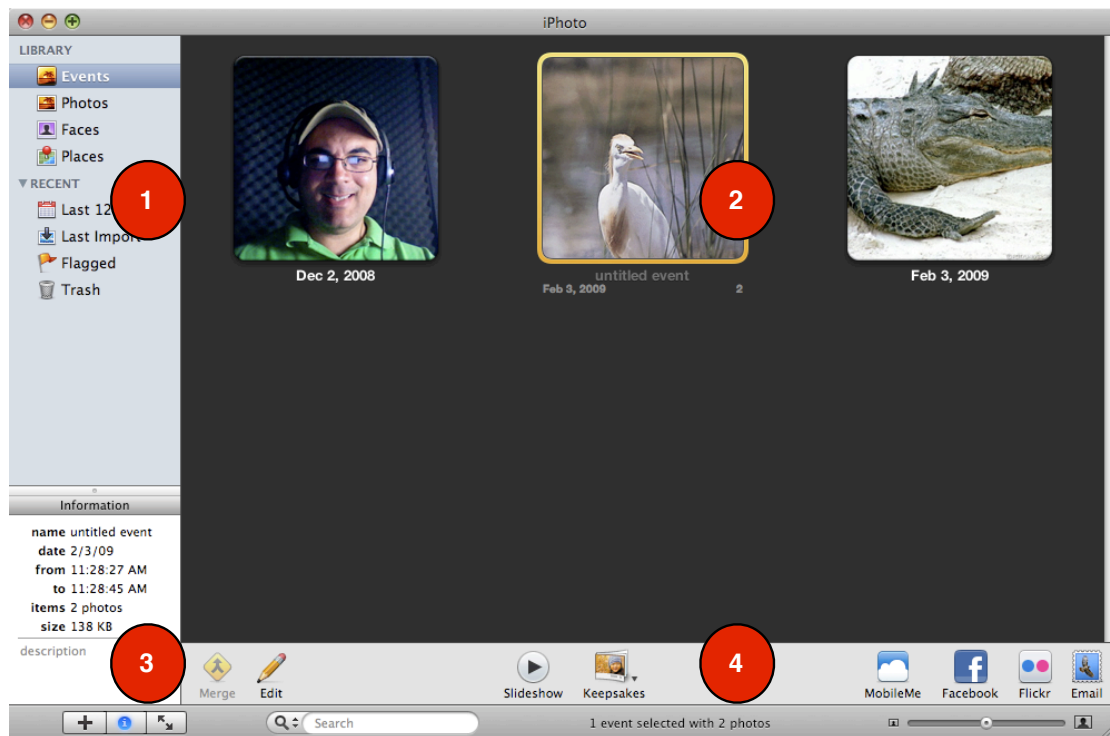 iPhoto
LIBRARY
Events
Photos
Faces
Places
RECENT
1
Last 12
Last Import
Flagged
Trash
2
Dec 2, 2008
untitled event
Feb 3, 2009 2
Feb 3, 2009
Information
name untitled event
date 2/3/09
from 11:28:27 AM
to 11:28:45 AM
items 2 photos
size 138 KB
description
3
4
Merge
Edit
Slideshow
Keepsakes
MobileMe
Facebook
Flickr
Email
Search
1 event selected with 2 photos